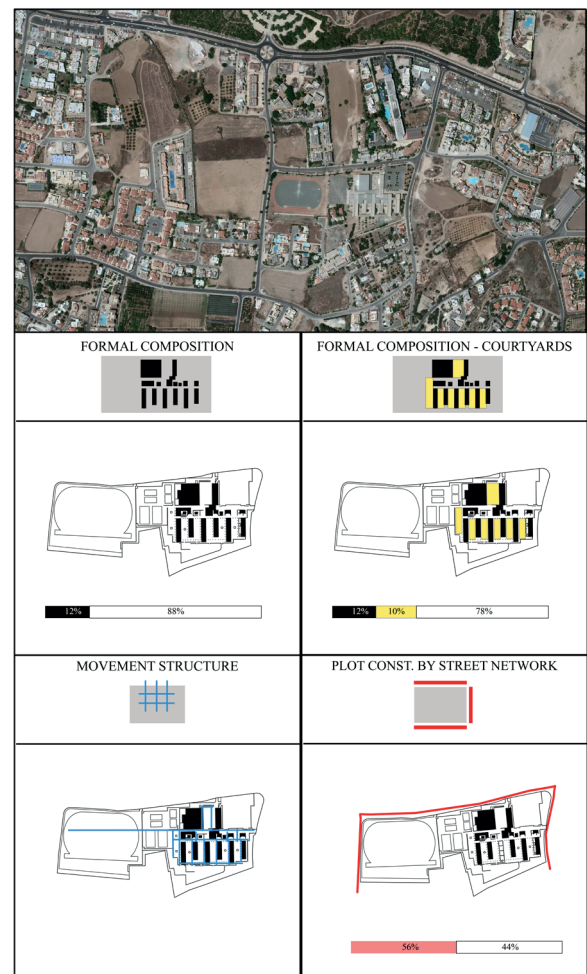 FORMAL COMPOSITION
FORMAL COMPOSITION - COURTYARDS
12%
88%
12%
10%
78%
MOVEMENT STRUCTURE
PLOT CONST. BY STREET NETWORK
56%
44%